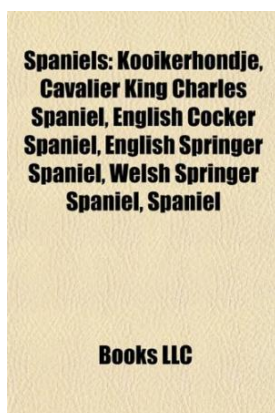 Spaniels: Kooikerhondje,
Cavalier King Charles
Spaniel, English Cocker
Spaniel, English Springer
Spaniel, Welsh Springer
Spaniel, Spaniel
Books LLC